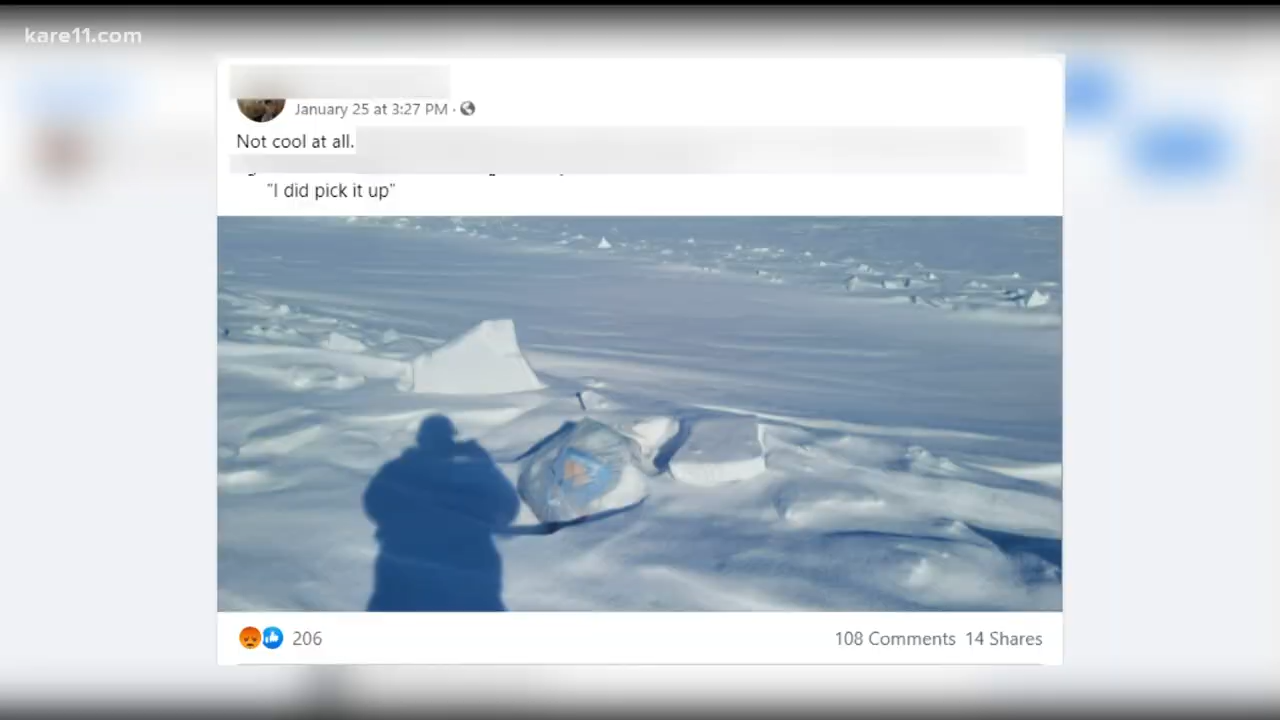 kare11.com
January 25 at 3:27 PM ·
Not cool at all.
"I did pick it up"
206
108 Comments 14 Shares